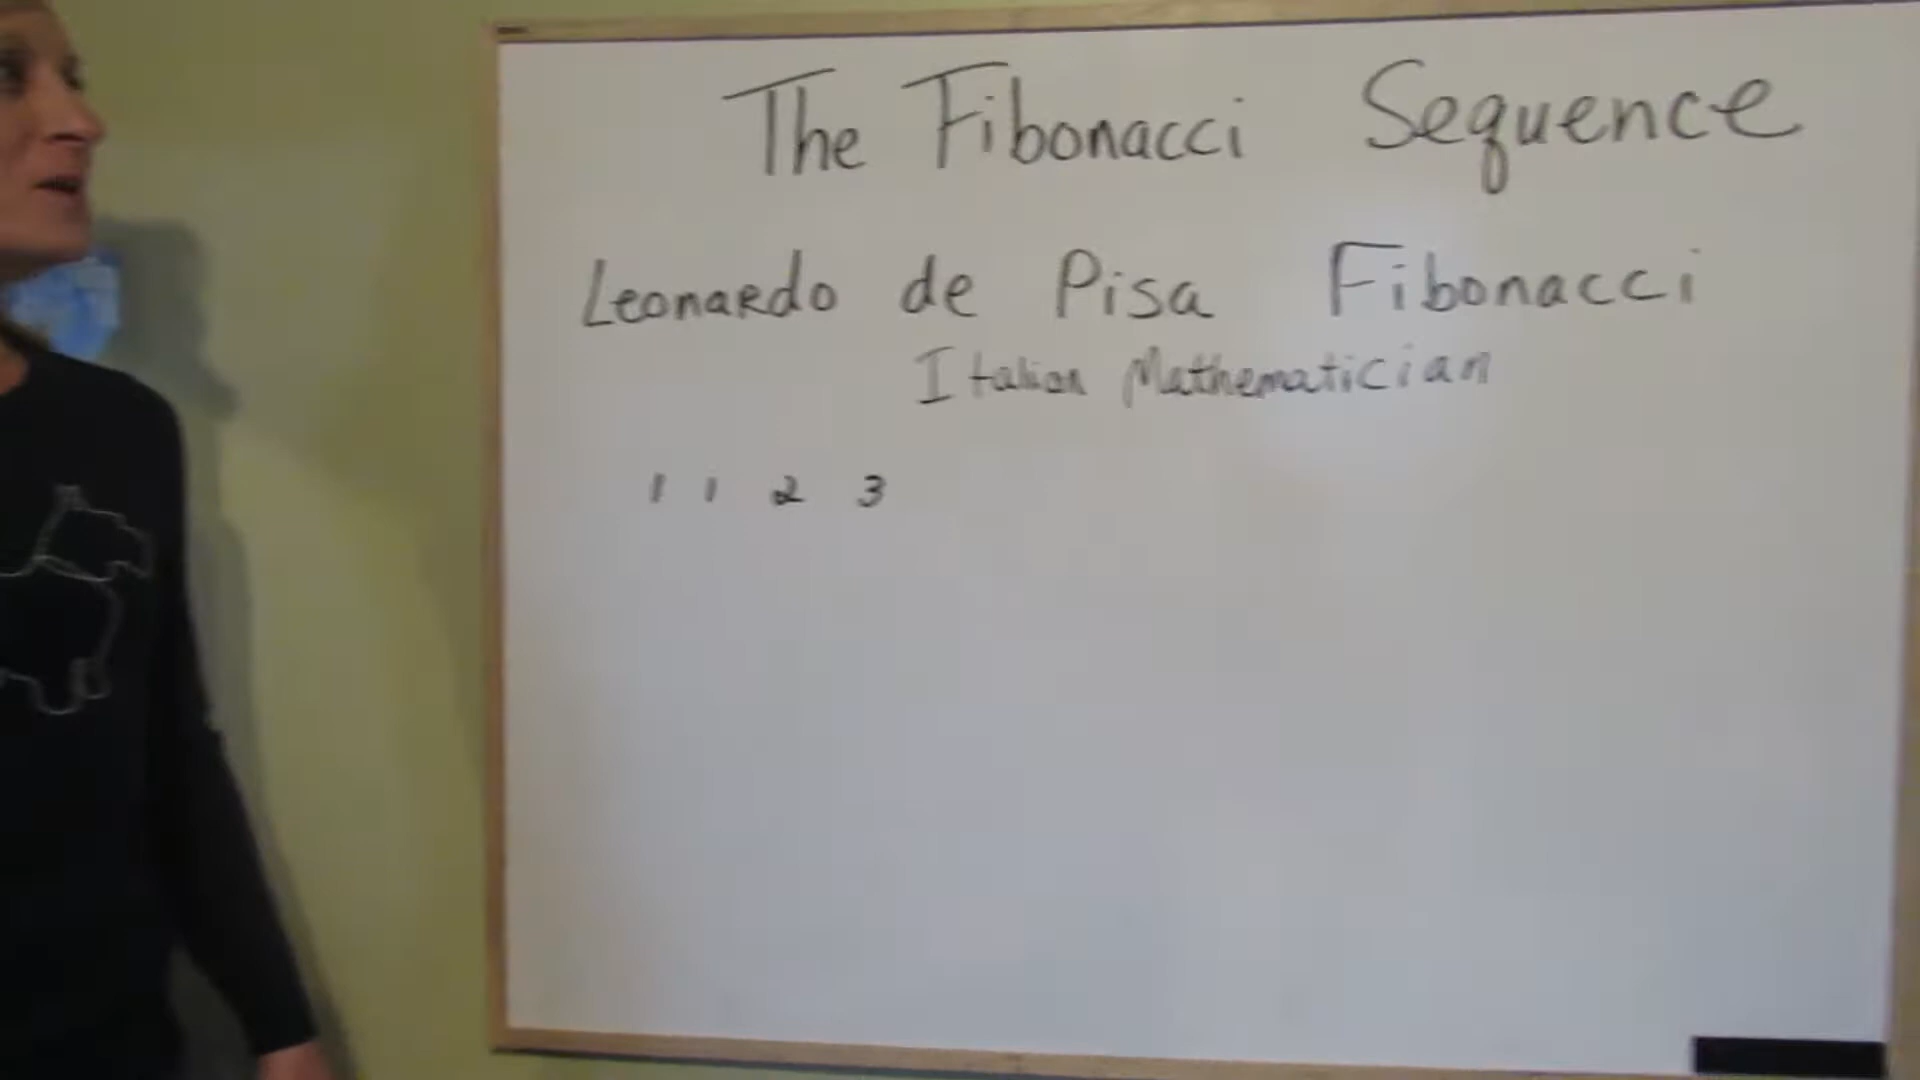 The Fibonacci Sequence
Leonardo de Pisa Fibonacci
Italian Mathematician
1 1 2 3